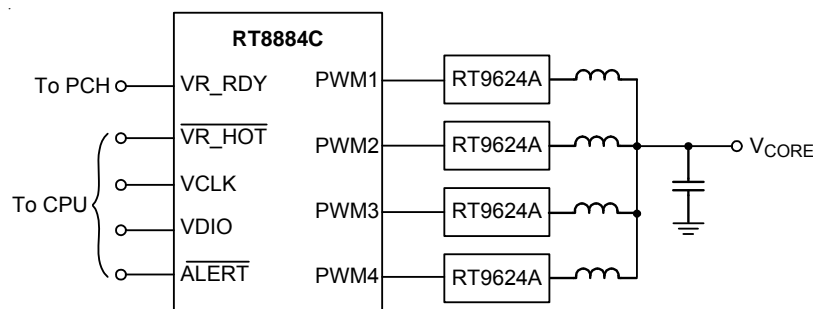 RT8884C
To PCH
VR_RDY
PWM1
RT9624A
VR_HOT
PWM2
RT9624A
VCORE
To CPU
VCLK
VDIO
PWM3
RT9624A
ALERT
PWM4
RT9624A